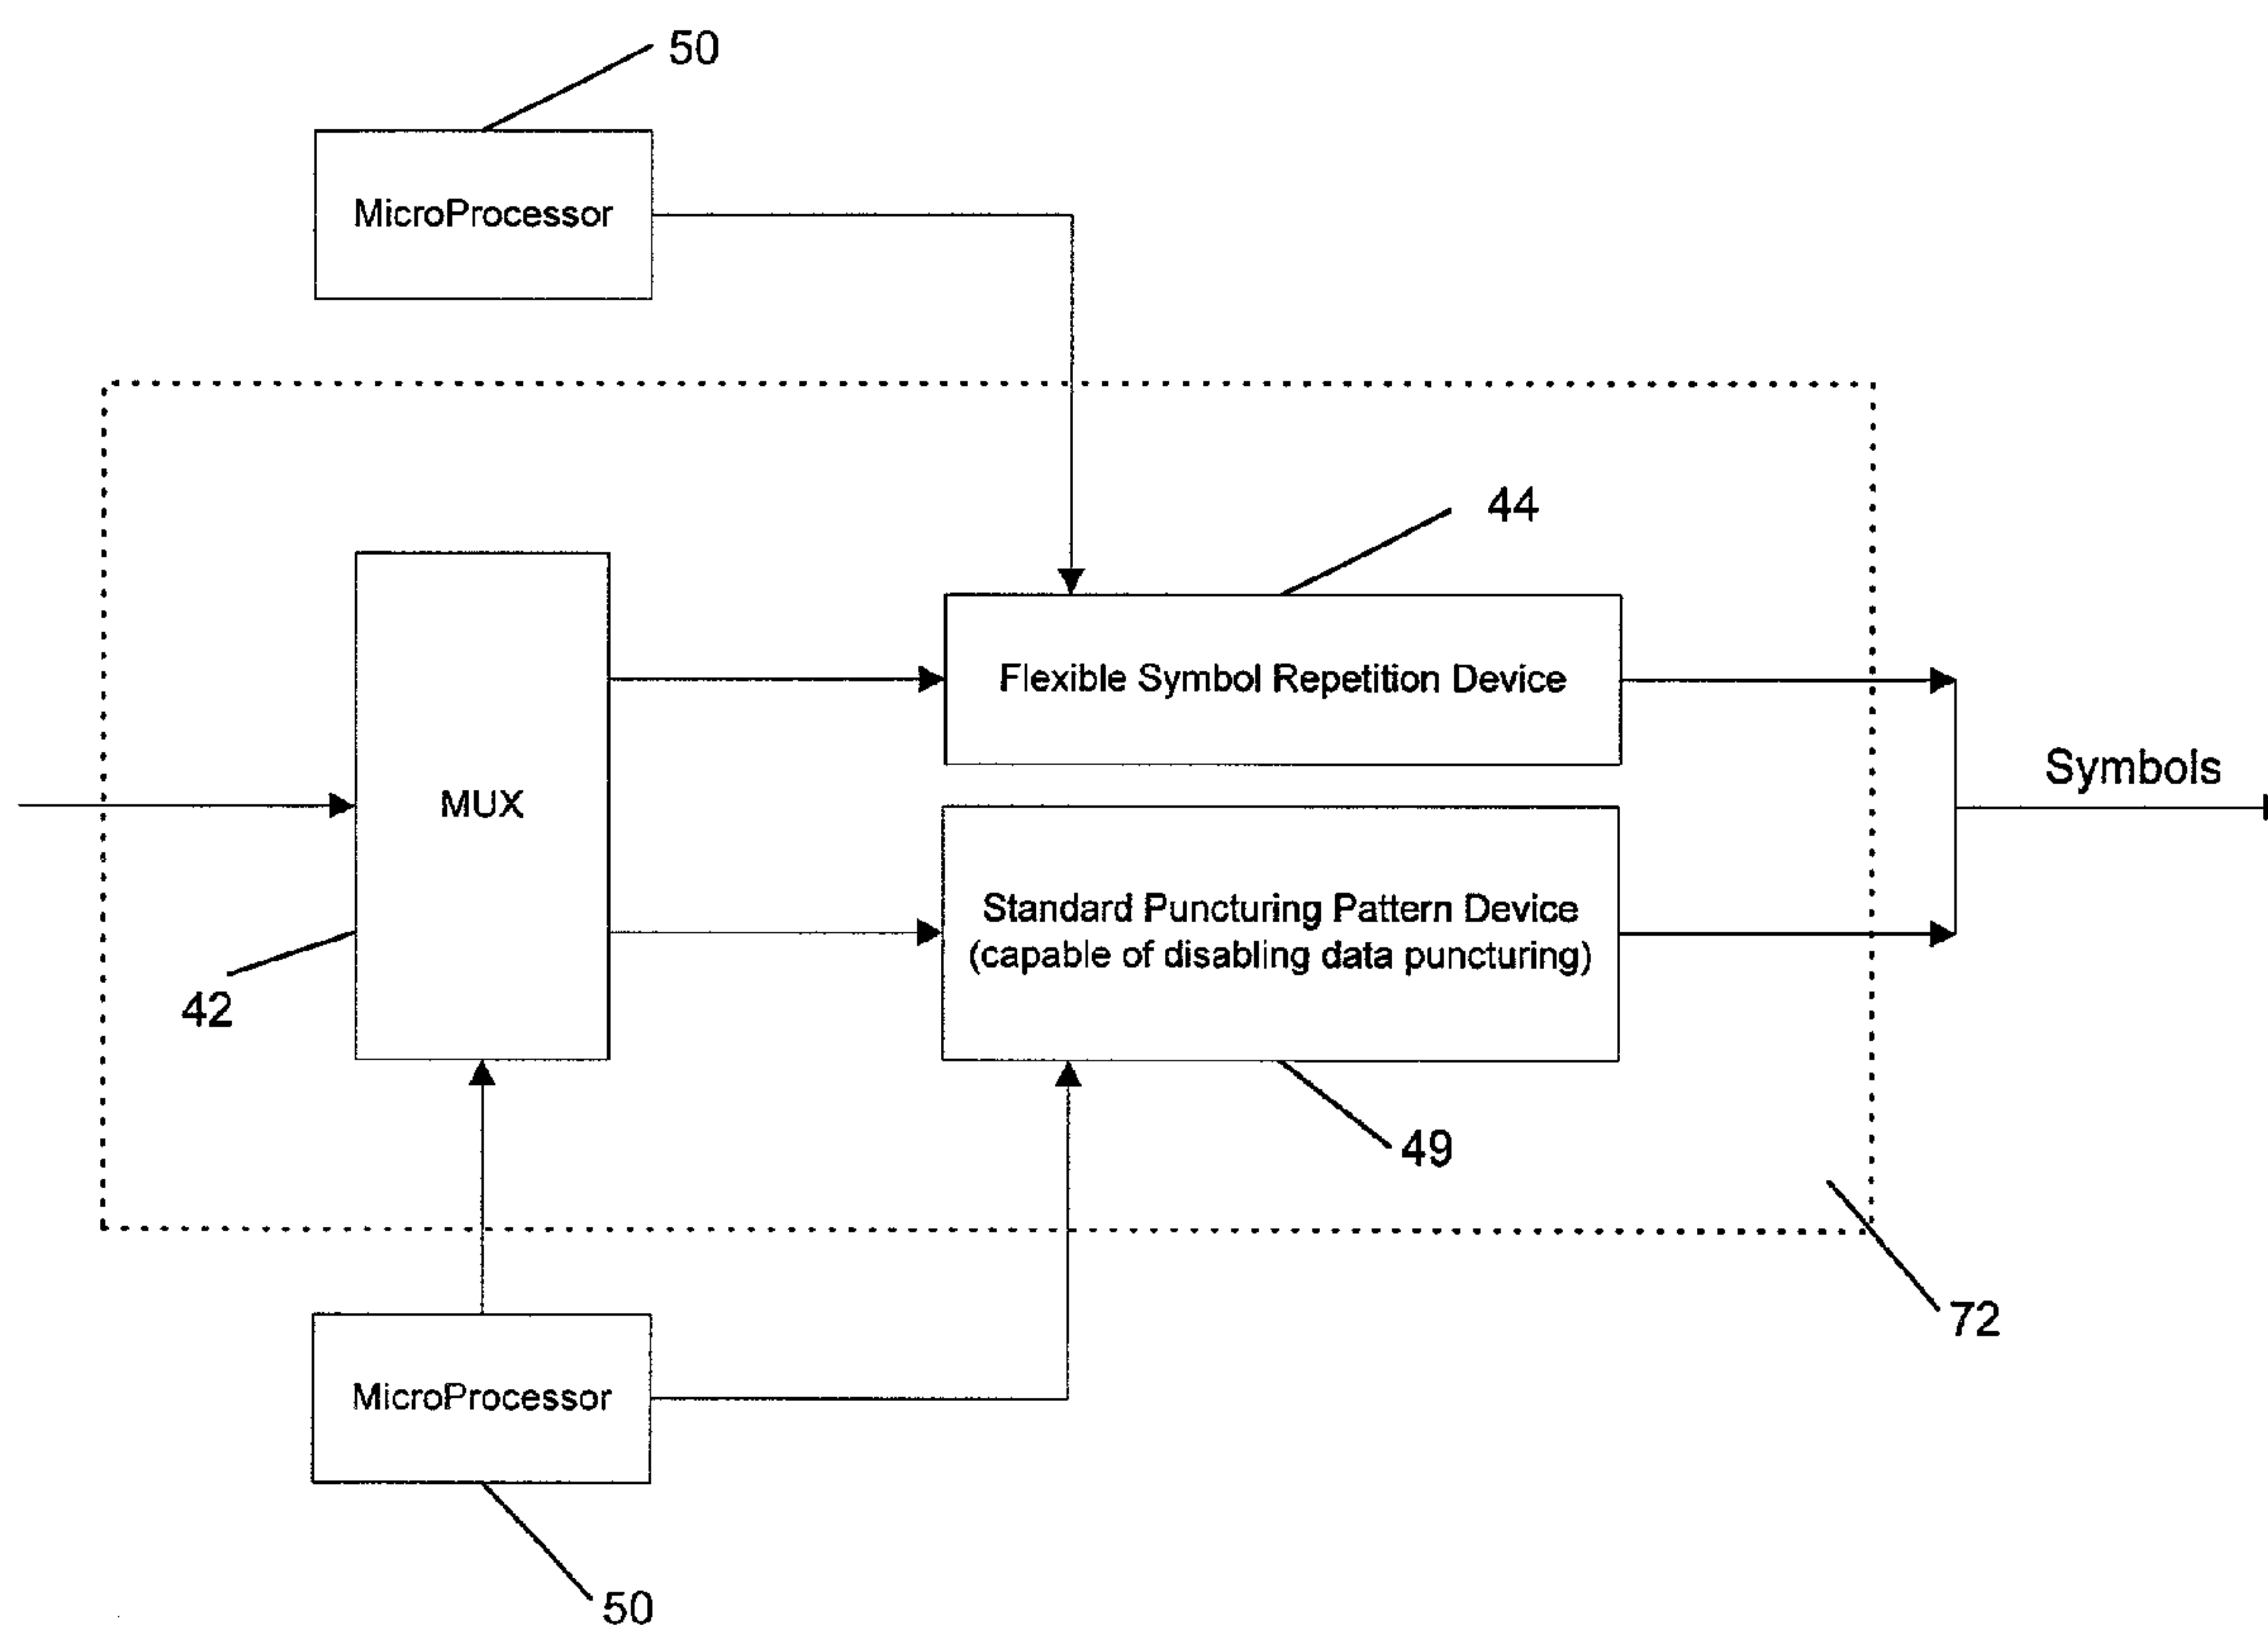 50
MicroProcessor
44
Flexible Symbol Repetition Device
Symbols
MUX
Standard Puncturing Pattern Device
(capable of disabling data puncturing)
42
49
72
MicroProcessor
50